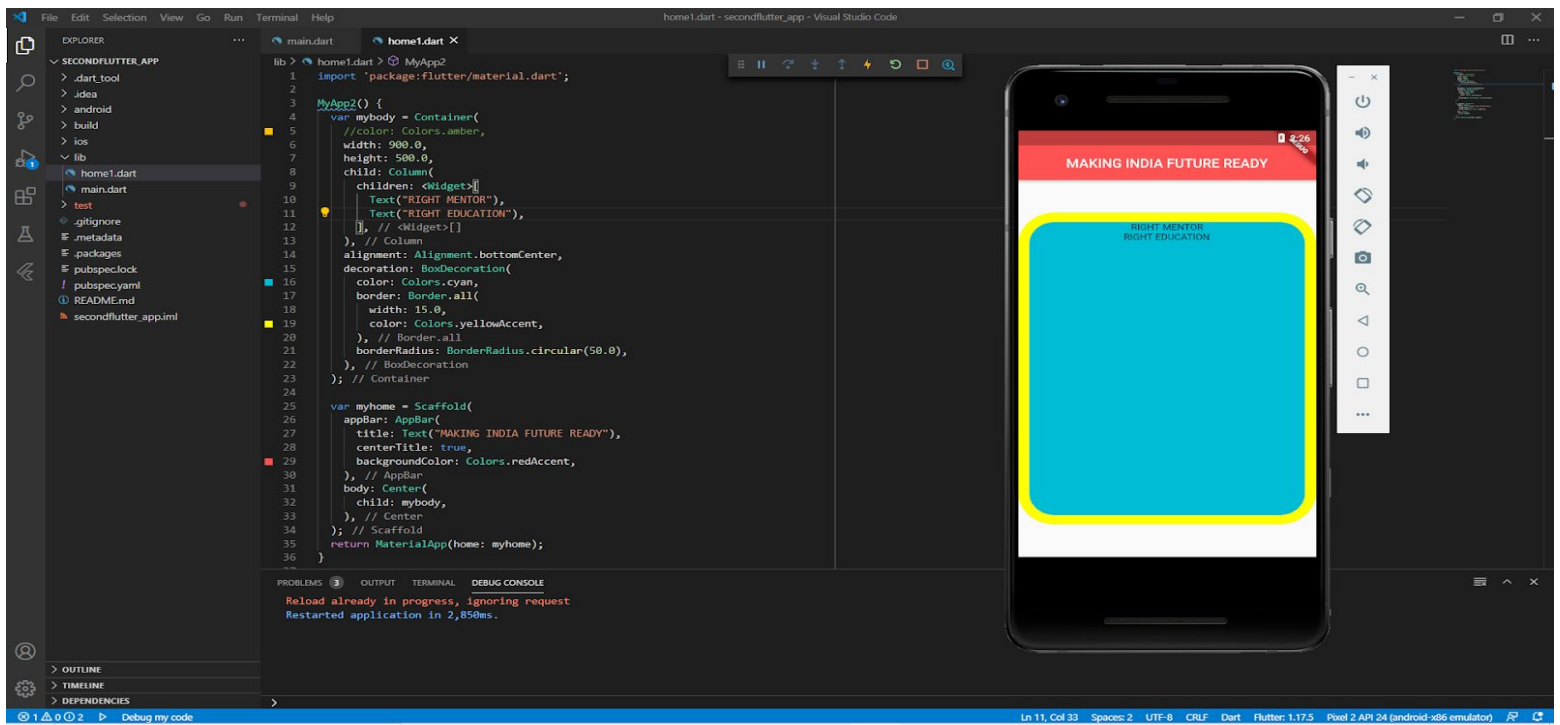 File Edit Selection View Go Run Terminal Help
home1.dart - secondflutter_app - Visual Studio Code
EXPLORER
SECONDFLUTTER_APP
.dart_tool
.idea
android
build
ios
lib
home1.dart
main.dart
test
.gitignore
.metadata
.packages
pubspec.lock
pubspec.yaml
README.md
secondflutter_app.iml
OUTLINE
TIMELINE
DEPENDENCIES
1
main.dart home1.dart
lib > home1.dart > MyApp2
1 import 'package:flutter/material.dart';
2
3 MyApp2() {
4 var mybody = Container(
5 //color: Colors.amber,
6 width: 900.0,
7 height: 500.0,
8 child: Column(
9 children: <Widget>[
10 Text("RIGHT MENTOR"),
11 Text("RIGHT EDUCATION"),
12 ], // <Widget>[]
13 ), // Column
14 alignment: Alignment.bottomCenter,
15 decoration: BoxDecoration(
16 color: Colors.cyan,
17 border: Border.all(
18 width: 15.0,
19 color: Colors.yellowAccent,
20 ), // Border.all
21 borderRadius: BorderRadius.circular(50.0),
22 ), // BoxDecoration
23 ); // Container
24
25 var myhome = Scaffold(
26 appBar: AppBar(
27 title: Text("MAKING INDIA FUTURE READY"),
28 centerTitle: true,
29 backgroundColor: Colors.redAccent,
30 ), // AppBar
31 body: Center(
32 child: mybody,
33 ), // Center
34 ); // Scaffold
35 return MaterialApp(home: myhome);
36 }
2:26
DEBUG
MAKING INDIA FUTURE READY
RIGHT MENTOR
RIGHT EDUCATION
PROBLEMS 3 OUTPUT TERMINAL DEBUG CONSOLE
Reload already in progress, ignoring request
Restarted application in 2,850ms.
1 0 2 Debug my code
Ln 11, Col 33 Spaces: 2 UTF-8 CRLF Dart Flutter: 1.17.5 Pixel 2 API 24 (android-x86 emulator)